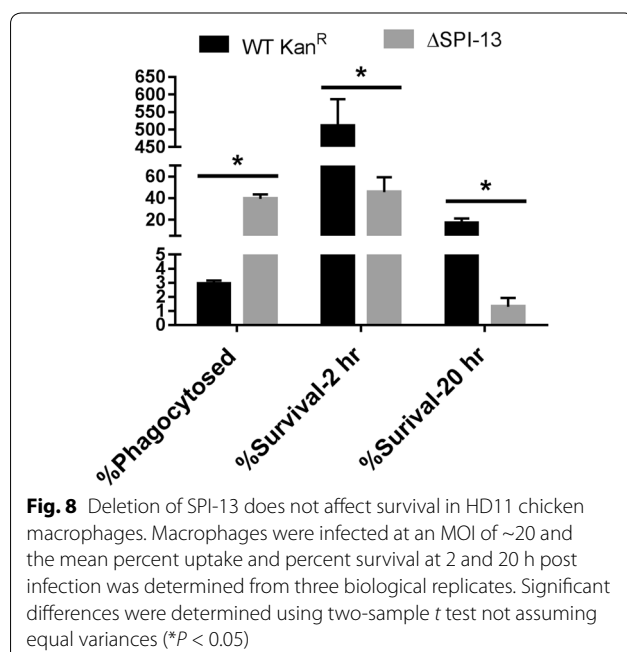 WT Kan^R ΔSPI-13
650
600
550
500
450
60
40
20
5
4
3
2
1
0
*
*
*
%Phagocytosed
%Survival-2 hr
%Surival-20 hr
Fig. 8 Deletion of SPI-13 does not affect survival in HD11 chicken
macrophages. Macrophages were infected at an MOI of ~20 and
the mean percent uptake and percent survival at 2 and 20 h post
infection was determined from three biological replicates. Significant
differences were determined using two-sample t test not assuming
equal variances (*P < 0.05)